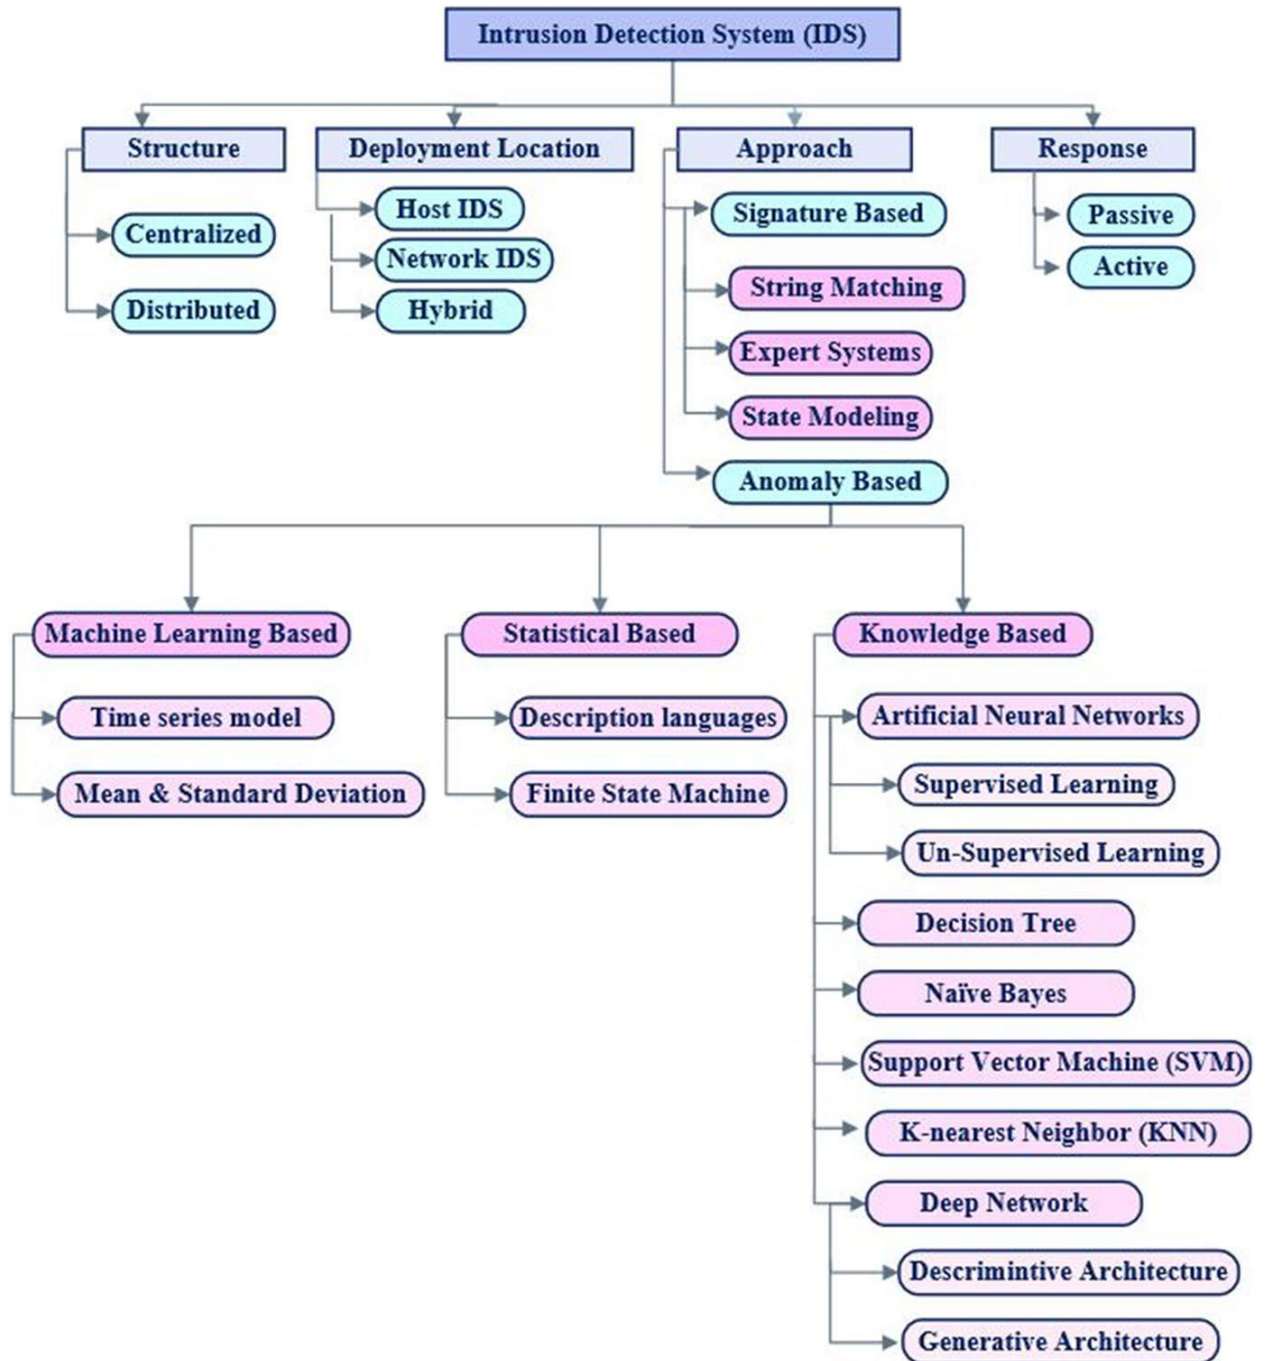 Intrusion Detection System (IDS)
Structure
Deployment Location
Approach
Response
Centralized
Distributed
Host IDS
Network IDS
Hybrid
Signature Based
String Matching
Expert Systems
State Modeling
Anomaly Based
Passive
Active
Machine Learning Based
Time series model
Mean & Standard Deviation
Statistical Based
Description languages
Finite State Machine
Knowledge Based
Artificial Neural Networks
Supervised Learning
Un-Supervised Learning
Decision Tree
Naïve Bayes
Support Vector Machine (SVM)
K-nearest Neighbor (KNN)
Deep Network
Descrimintive Architecture
Generative Architecture